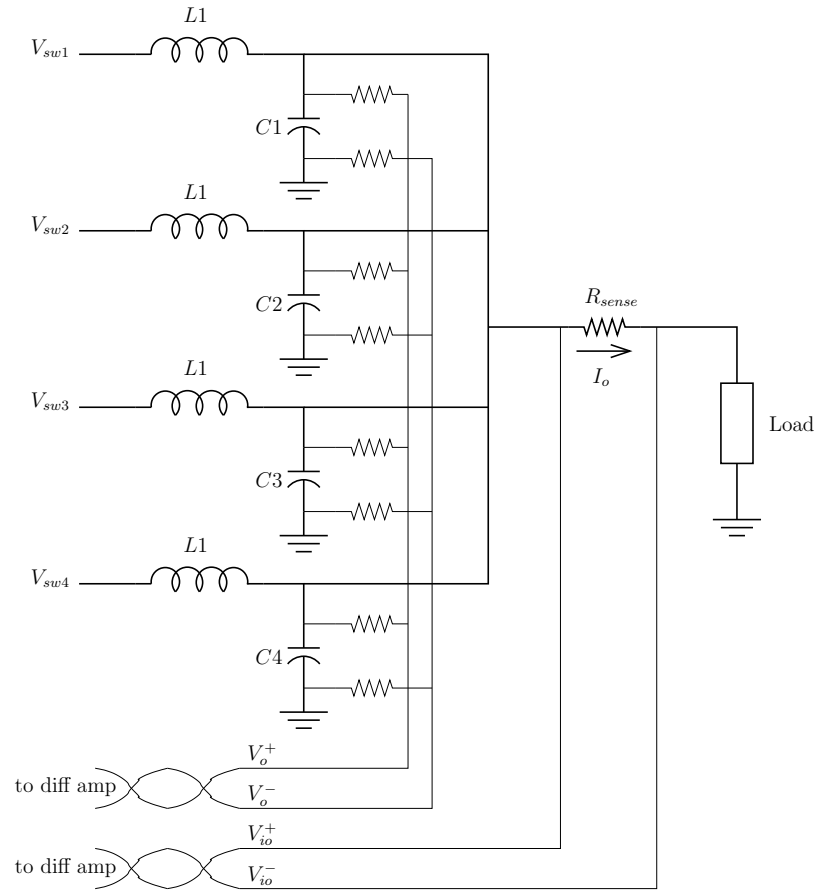 L1
V_{sw1}
C1
L1
V_{sw2}
C2
R_{sense}
I_o
L1
V_{sw3}
Load
C3
L1
V_{sw4}
C4
V_o^+
to diff amp
V_o^-
V_{io}^+
to diff amp
V_{io}^-